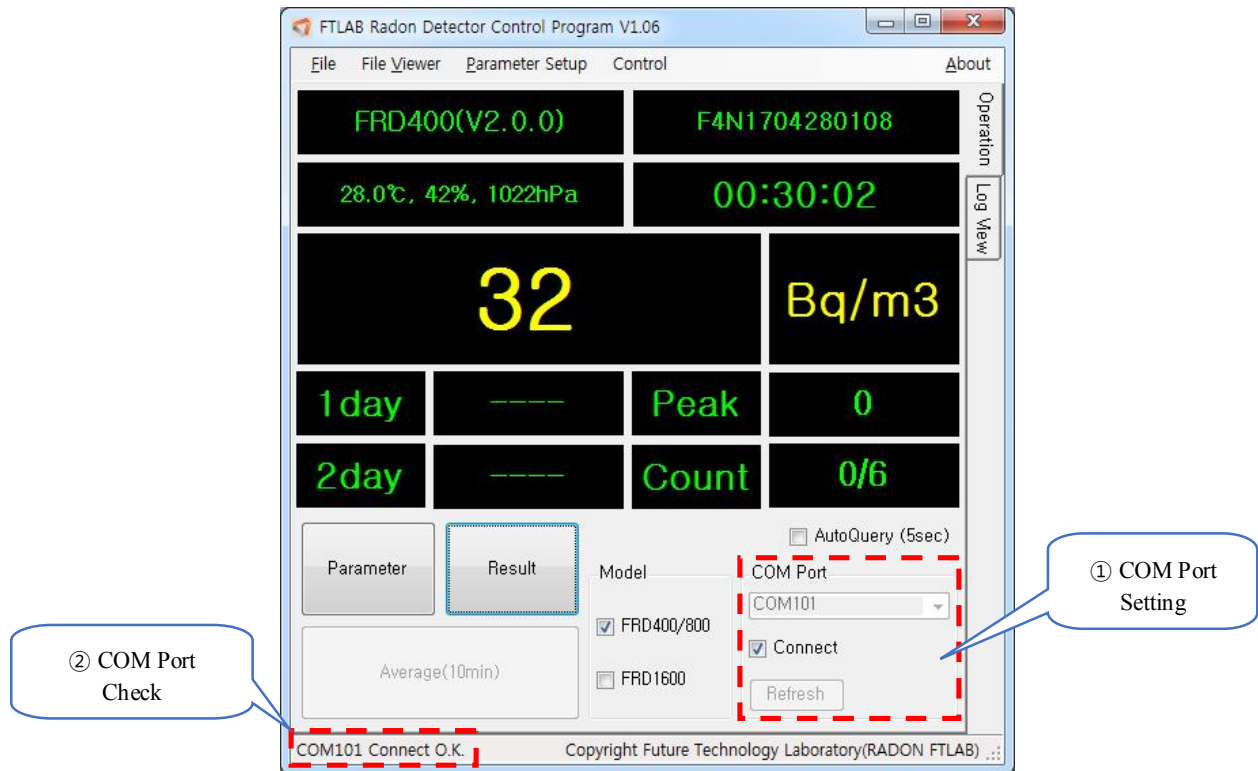 FTLAB Radon Detector Control Program V1.06
File File Viewer Parameter Setup Control About
FRD400(V2.0.0) F4N1704280108
Operation
28.0℃, 42%, 1022hPa 00:30:02
Log View
32 Bq/m3
1day ---- Peak 0
2day ---- Count 0/6
AutoQuery (5sec)
Parameter Result Model COM Port
① COM Port
Setting
COM101
FRD400/800
Connect
② COM Port
Check
Average(10min) FRD1600 Refresh
COM101 Connect O.K. Copyright Future Technology Laboratory(RADON FTLAB)